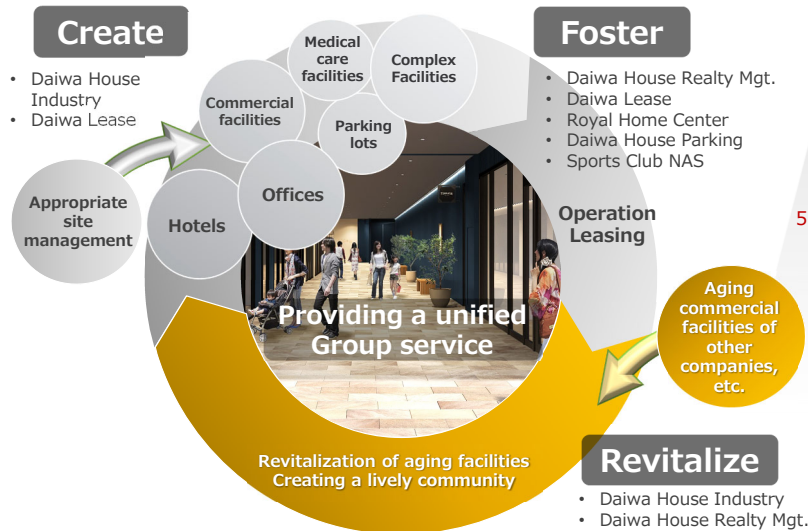 Create
• Daiwa House
Industry
• Daiwa Lease
Appropriate
site
management
Medical
care
facilities
Complex
Facilities
Commercial
facilities
Parking
lots
Offices
Hotels
Foster
• Daiwa House Realty Mgt.
• Daiwa Lease
• Royal Home Center
• Daiwa House Parking
• Sports Club NAS
Operation
Leasing
5
Providing a unified
Group service
Aging
commercial
facilities of
other
companies,
etc.
Revitalization of aging facilities
Creating a lively community
Revitalize
• Daiwa House Industry
• Daiwa House Realty Mgt.